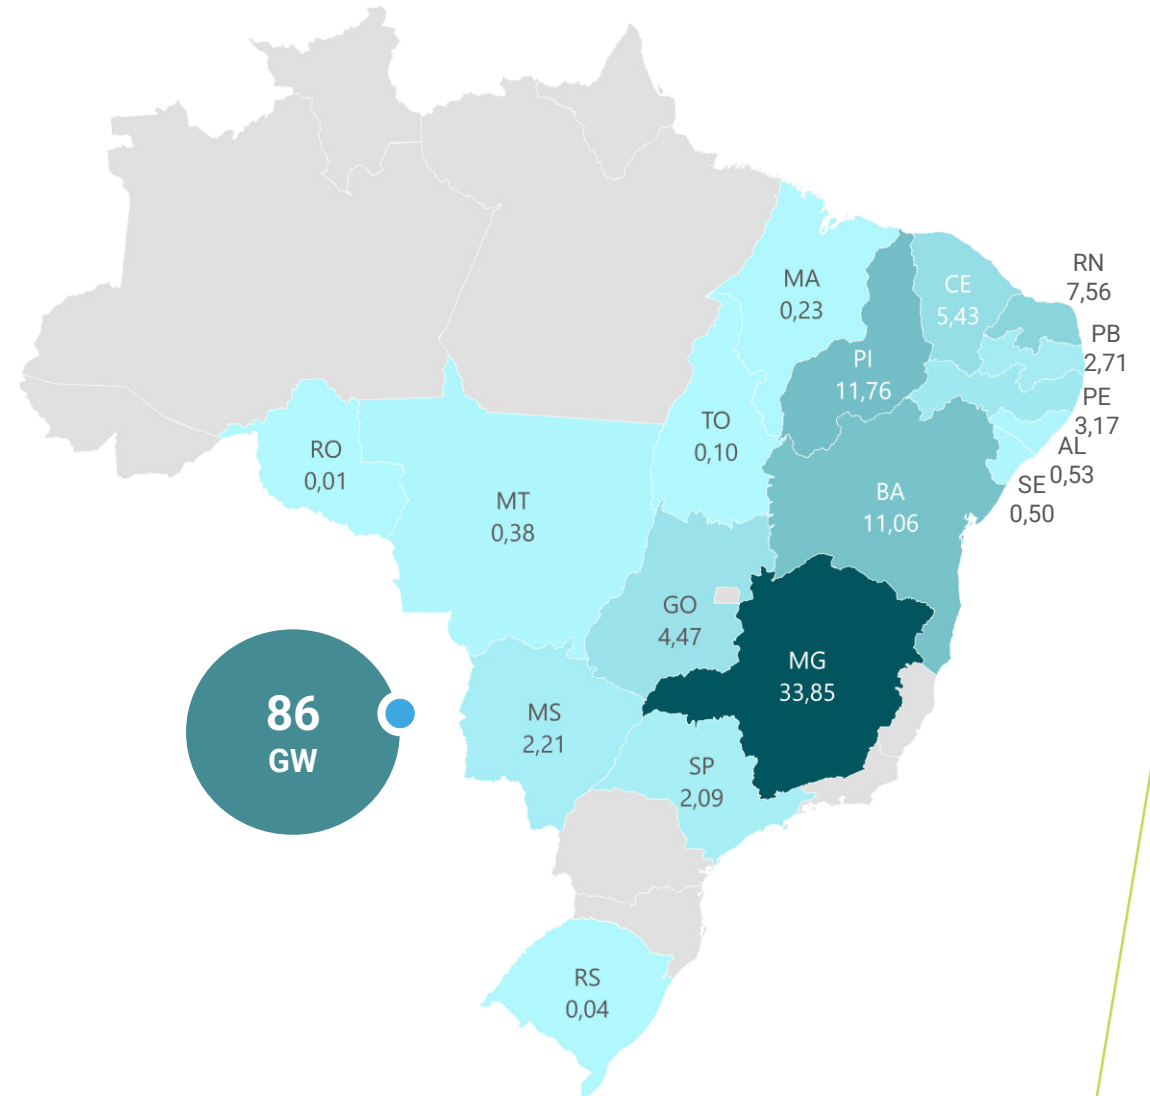 RN
7,56
MA
0,23
CE
5,43
PB
2,71
PI
11,76
PE
3,17
TO
0,10
AL
0,53
RO
0,01
SE
0,50
MT
0,38
BA
11,06
GO
4,47
MG
33,85
86
GW
MS
2,21
SP
2,09
RS
0,04